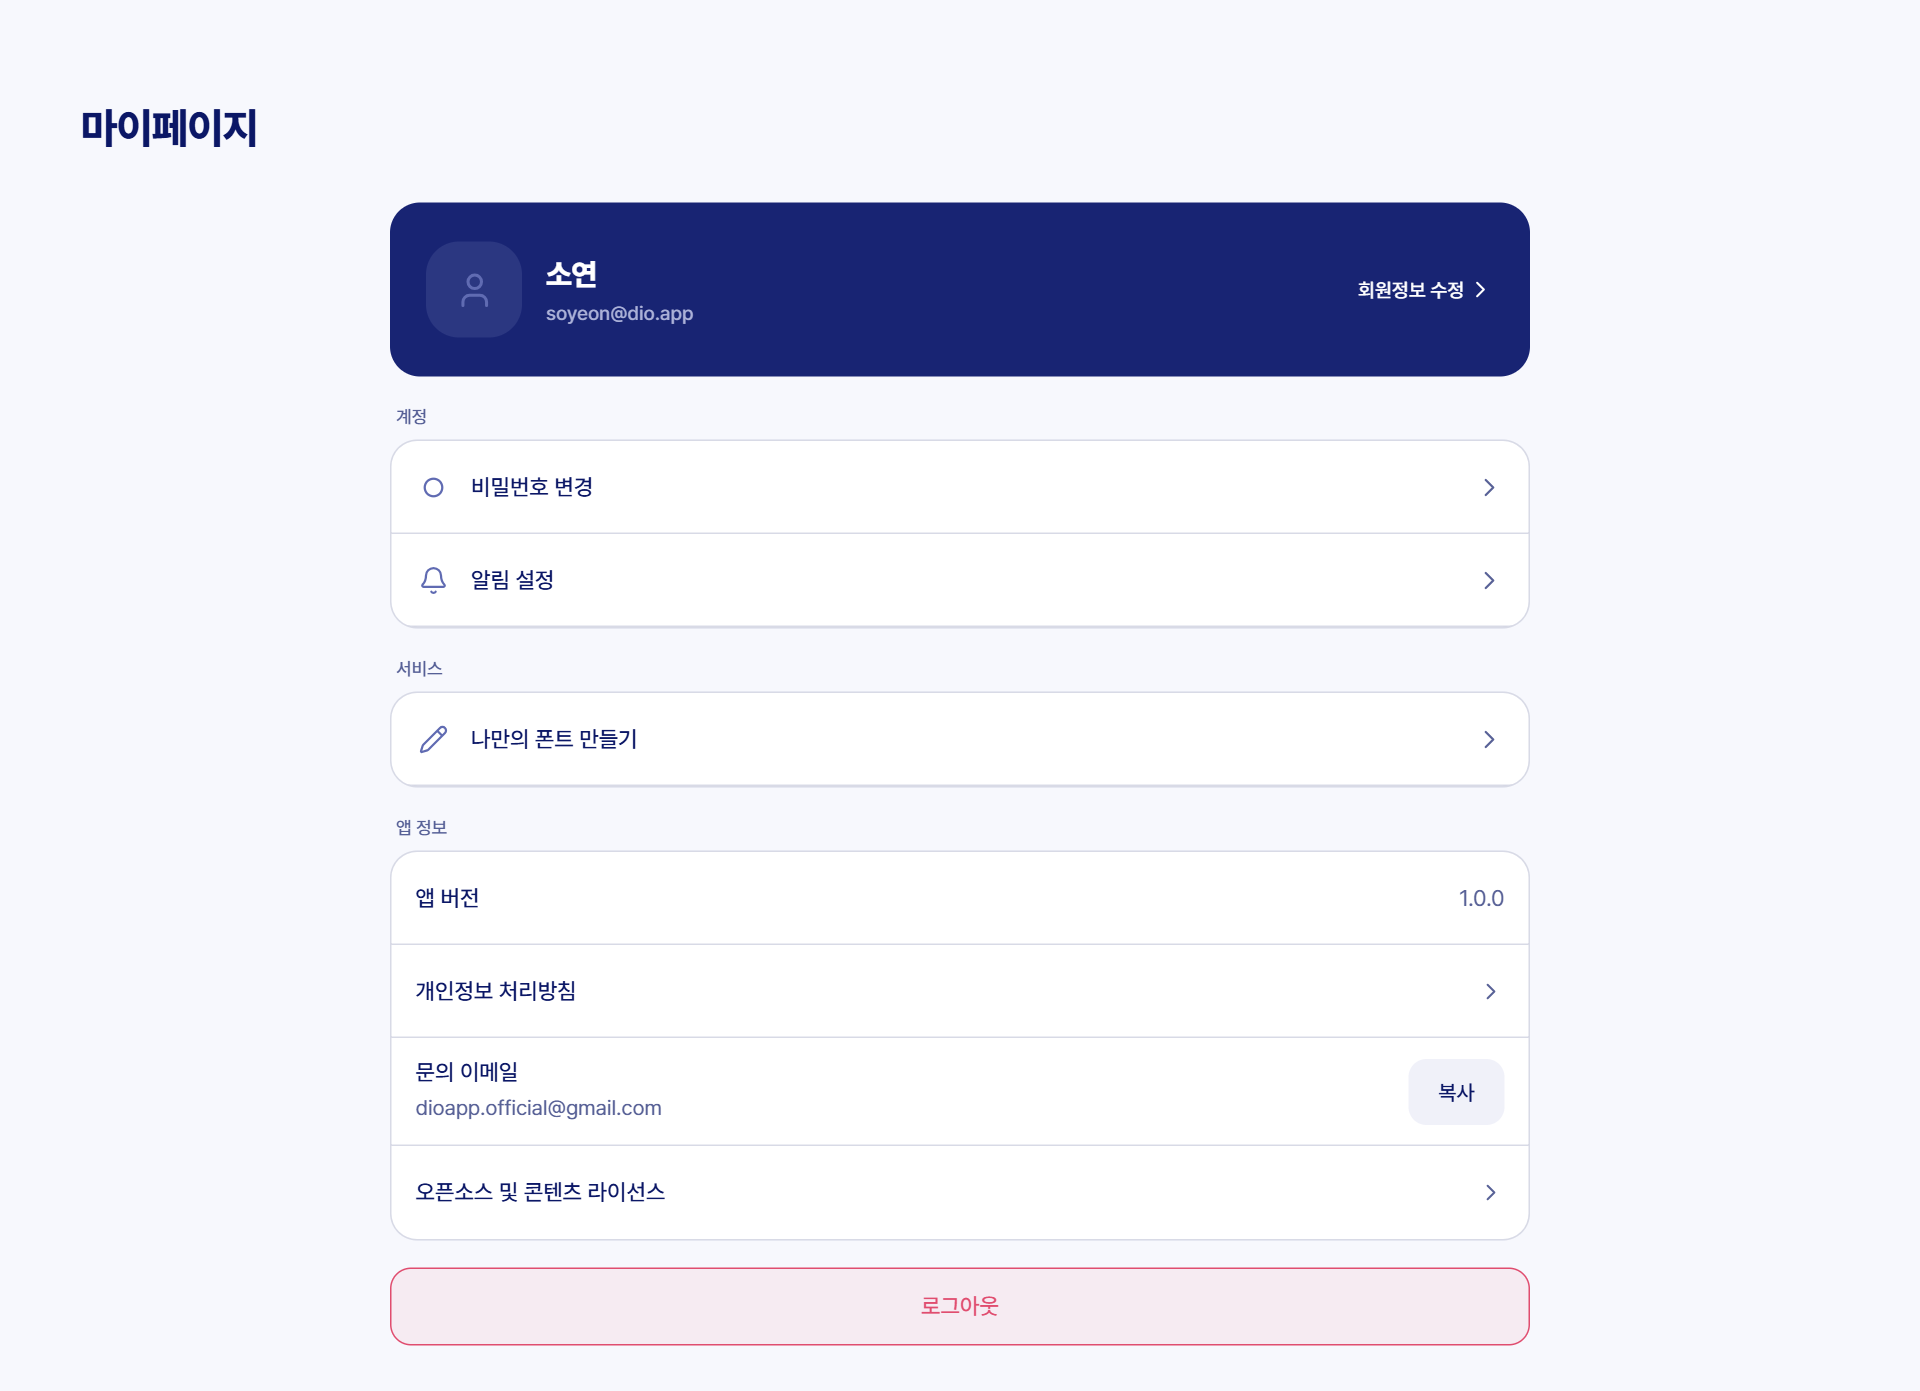 마이페이지
소연
soyeon@dio.app
회원정보 수정
계정
비밀번호 변경
알림 설정
서비스
나만의 폰트 만들기
앱 정보
앱 버전
1.0.0
개인정보 처리방침
문의 이메일
dioapp.official@gmail.com
복사
오픈소스 및 콘텐츠 라이선스
로그아웃